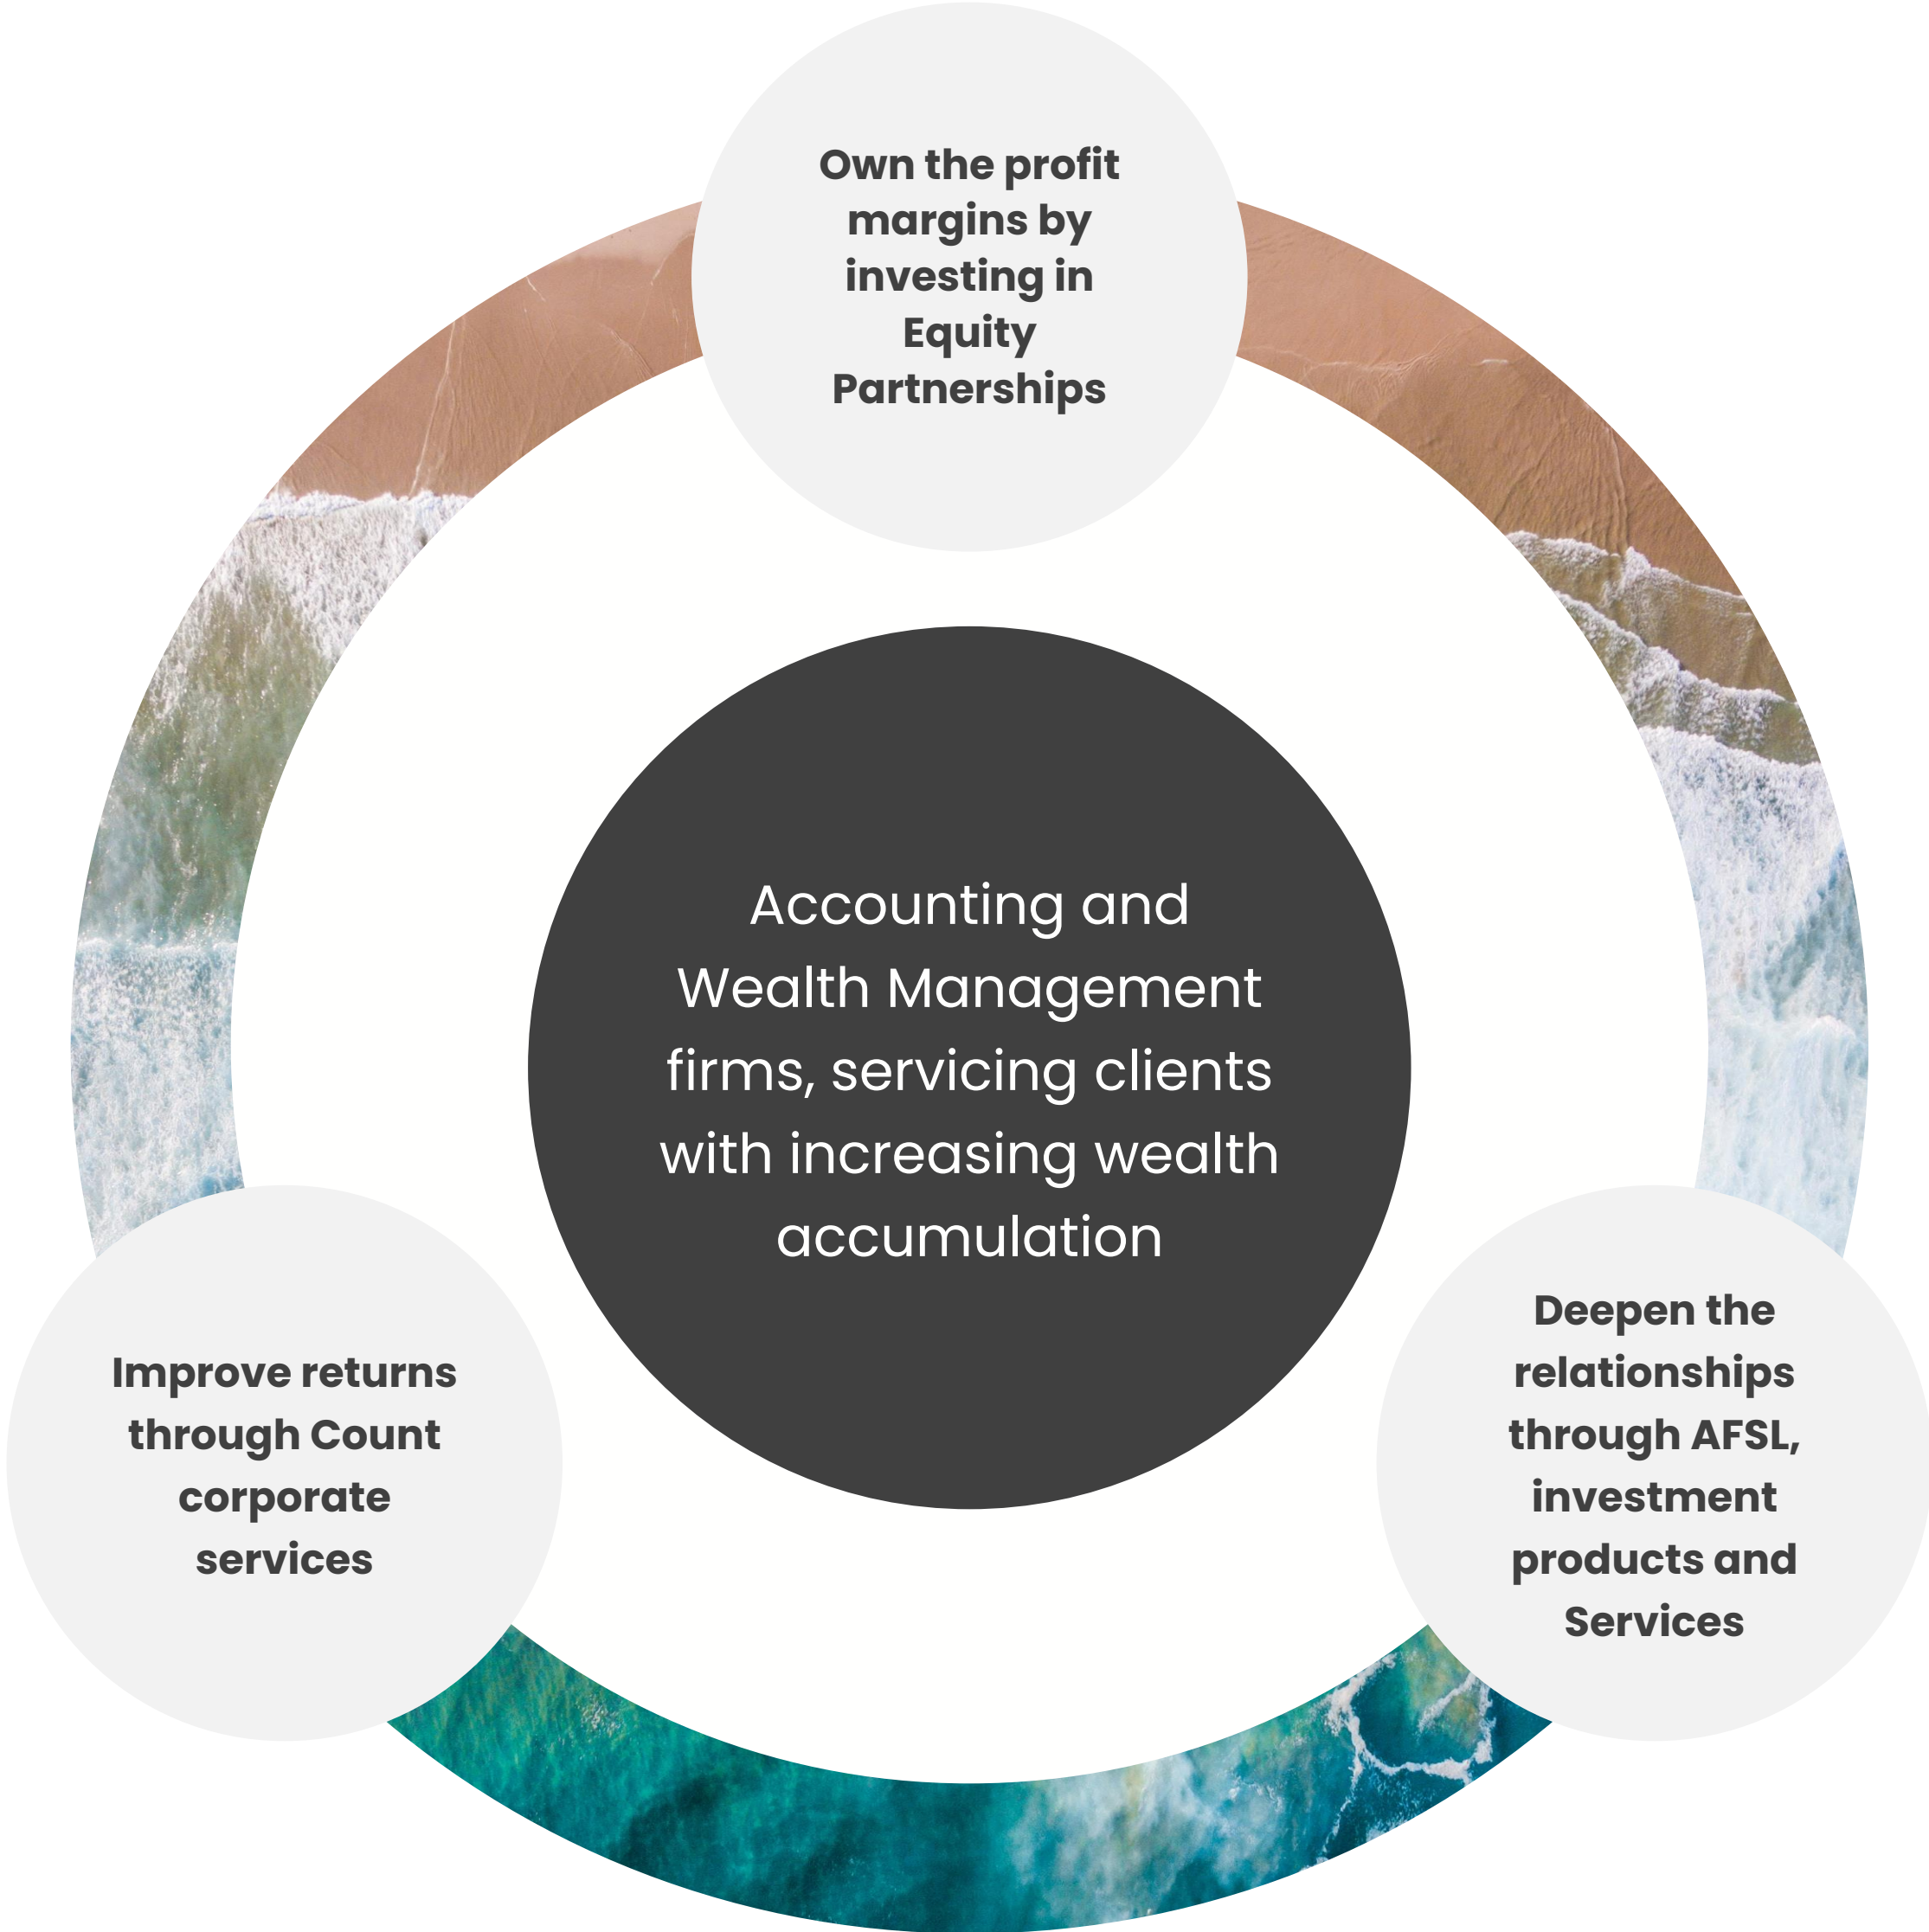 Own the profit
margins by
investing in
Equity
Partnerships
Accounting and
Wealth Management
firms, servicing clients
with increasing wealth
accumulation
Improve returns
through Count
corporate
services
Deepen the
relationships
through AFSL,
investment
products and
Services